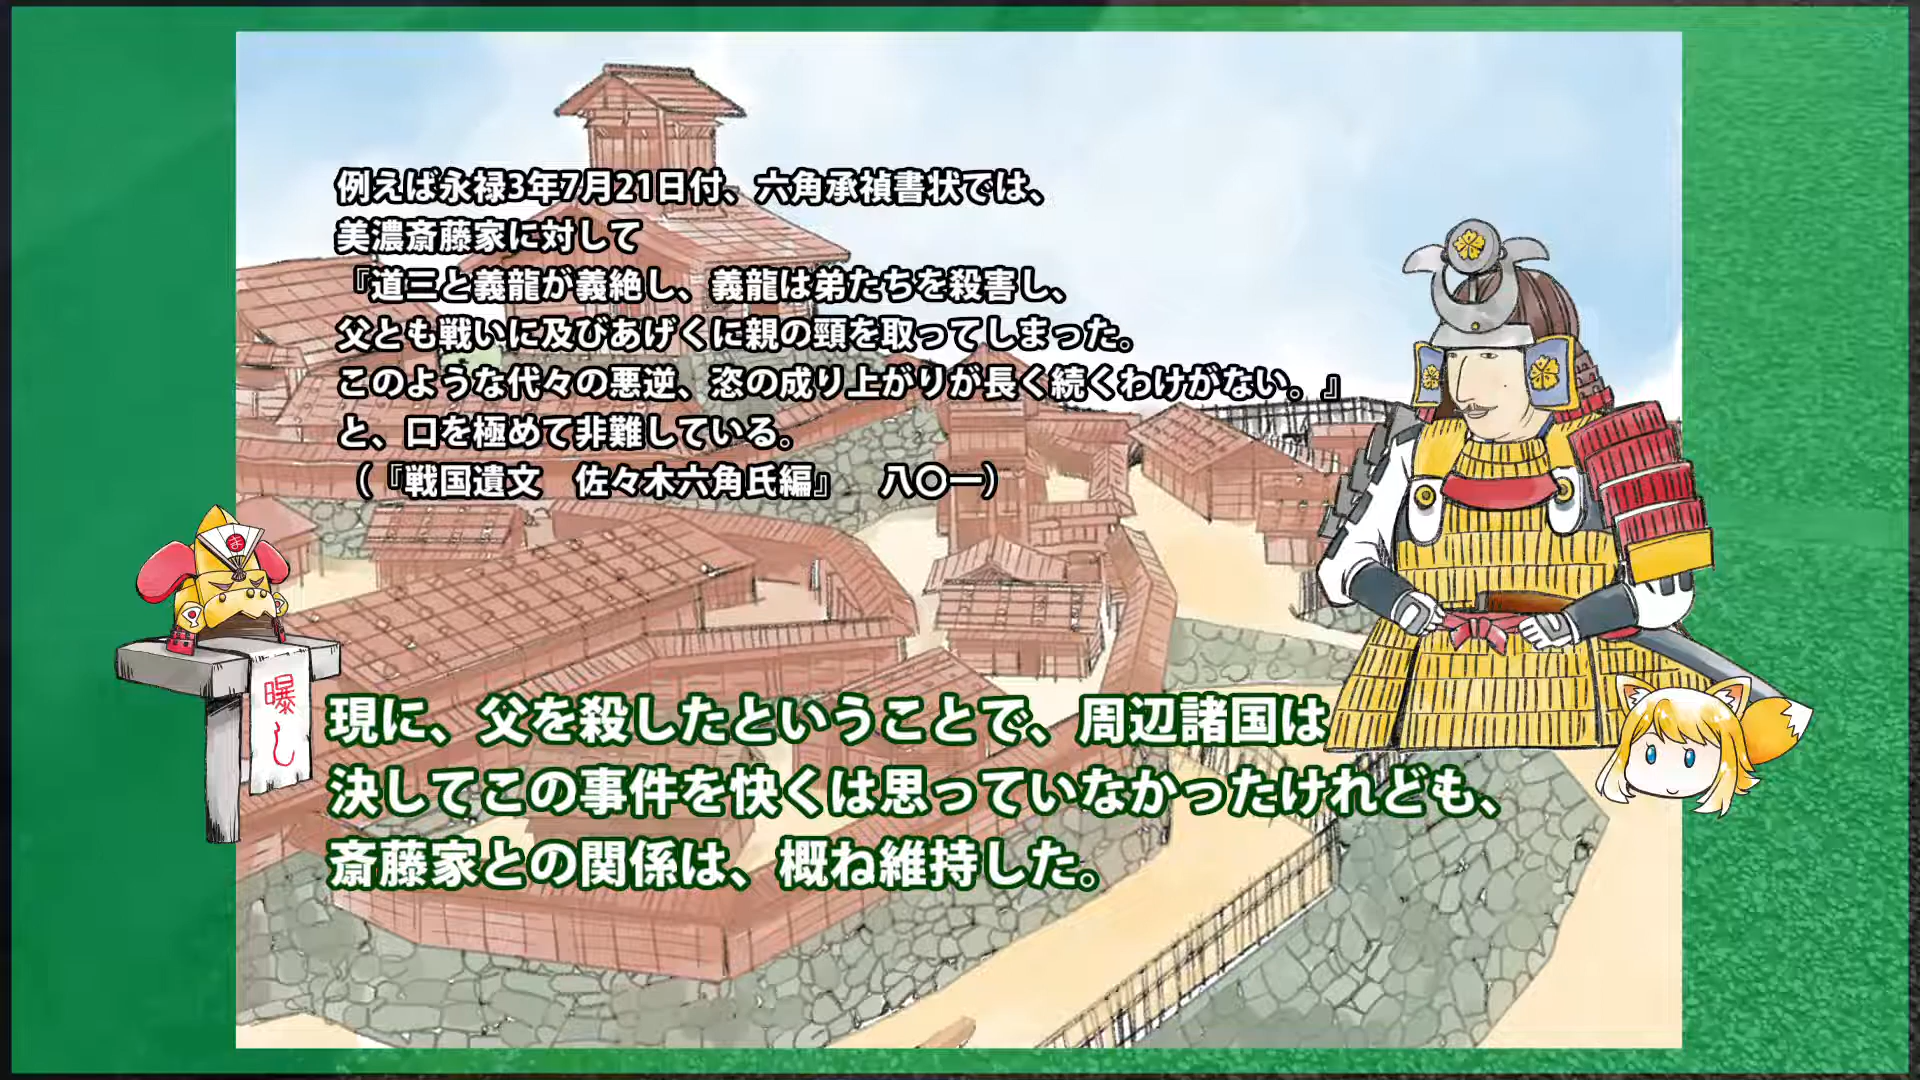 例えば永禄3年7月21日付、六角承禎書状では、
美濃斎藤家に対して
『道三と義龍が義絶し、義龍は弟たちを殺害し、
父とも戦いに及びあげくに親の頸を取ってしまった。
このような代々の悪逆、恣の成り上がりが長く続くわけがない。』
と、口を極めて非難している。
（『戦国遺文　佐々木六角氏編』　八〇一）
ま
曝し
現に、父を殺したということで、周辺諸国は
決してこの事件を快くは思っていなかったけれども、
斎藤家との関係は、概ね維持した。